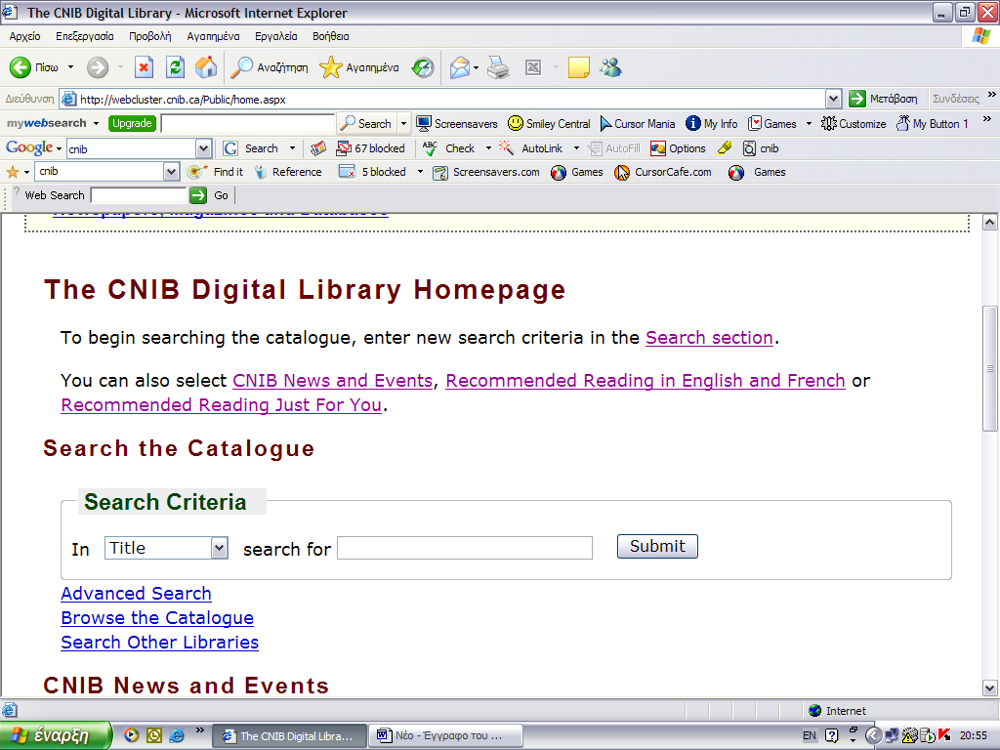 The CNIB Digital Library - Microsoft Internet Explorer
Αρχείο Επεξεργασία Προβολή Αγαπημένα Εργαλεία Βοήθεια
Πίσω Αναζήτηση Αγαπημένα
Διεύθυνση http://webcluster.cnib.ca/Public/home.aspx Μετάβαση Συνδέσεις »
mywebsearch Upgrade Search Screensavers Smiley Central Cursor Mania My Info Games Customize My Button 1 »
Google cnib Search 67 blocked Check AutoLink AutoFill Options cnib
cnib Find it Reference 5 blocked Screensavers.com Games CursorCafe.com Games
Web Search Go
Newspapers, Magazines and Databases
The CNIB Digital Library Homepage
To begin searching the catalogue, enter new search criteria in the Search section.
You can also select CNIB News and Events, Recommended Reading in English and French or
Recommended Reading Just For You.
Search the Catalogue
Search Criteria
In Title search for Submit
Advanced Search
Browse the Catalogue
Search Other Libraries
CNIB News and Events
Internet
έναρξη » The CNIB Digital Libra... Νέο - Έγγραφο του ... EN 20:55